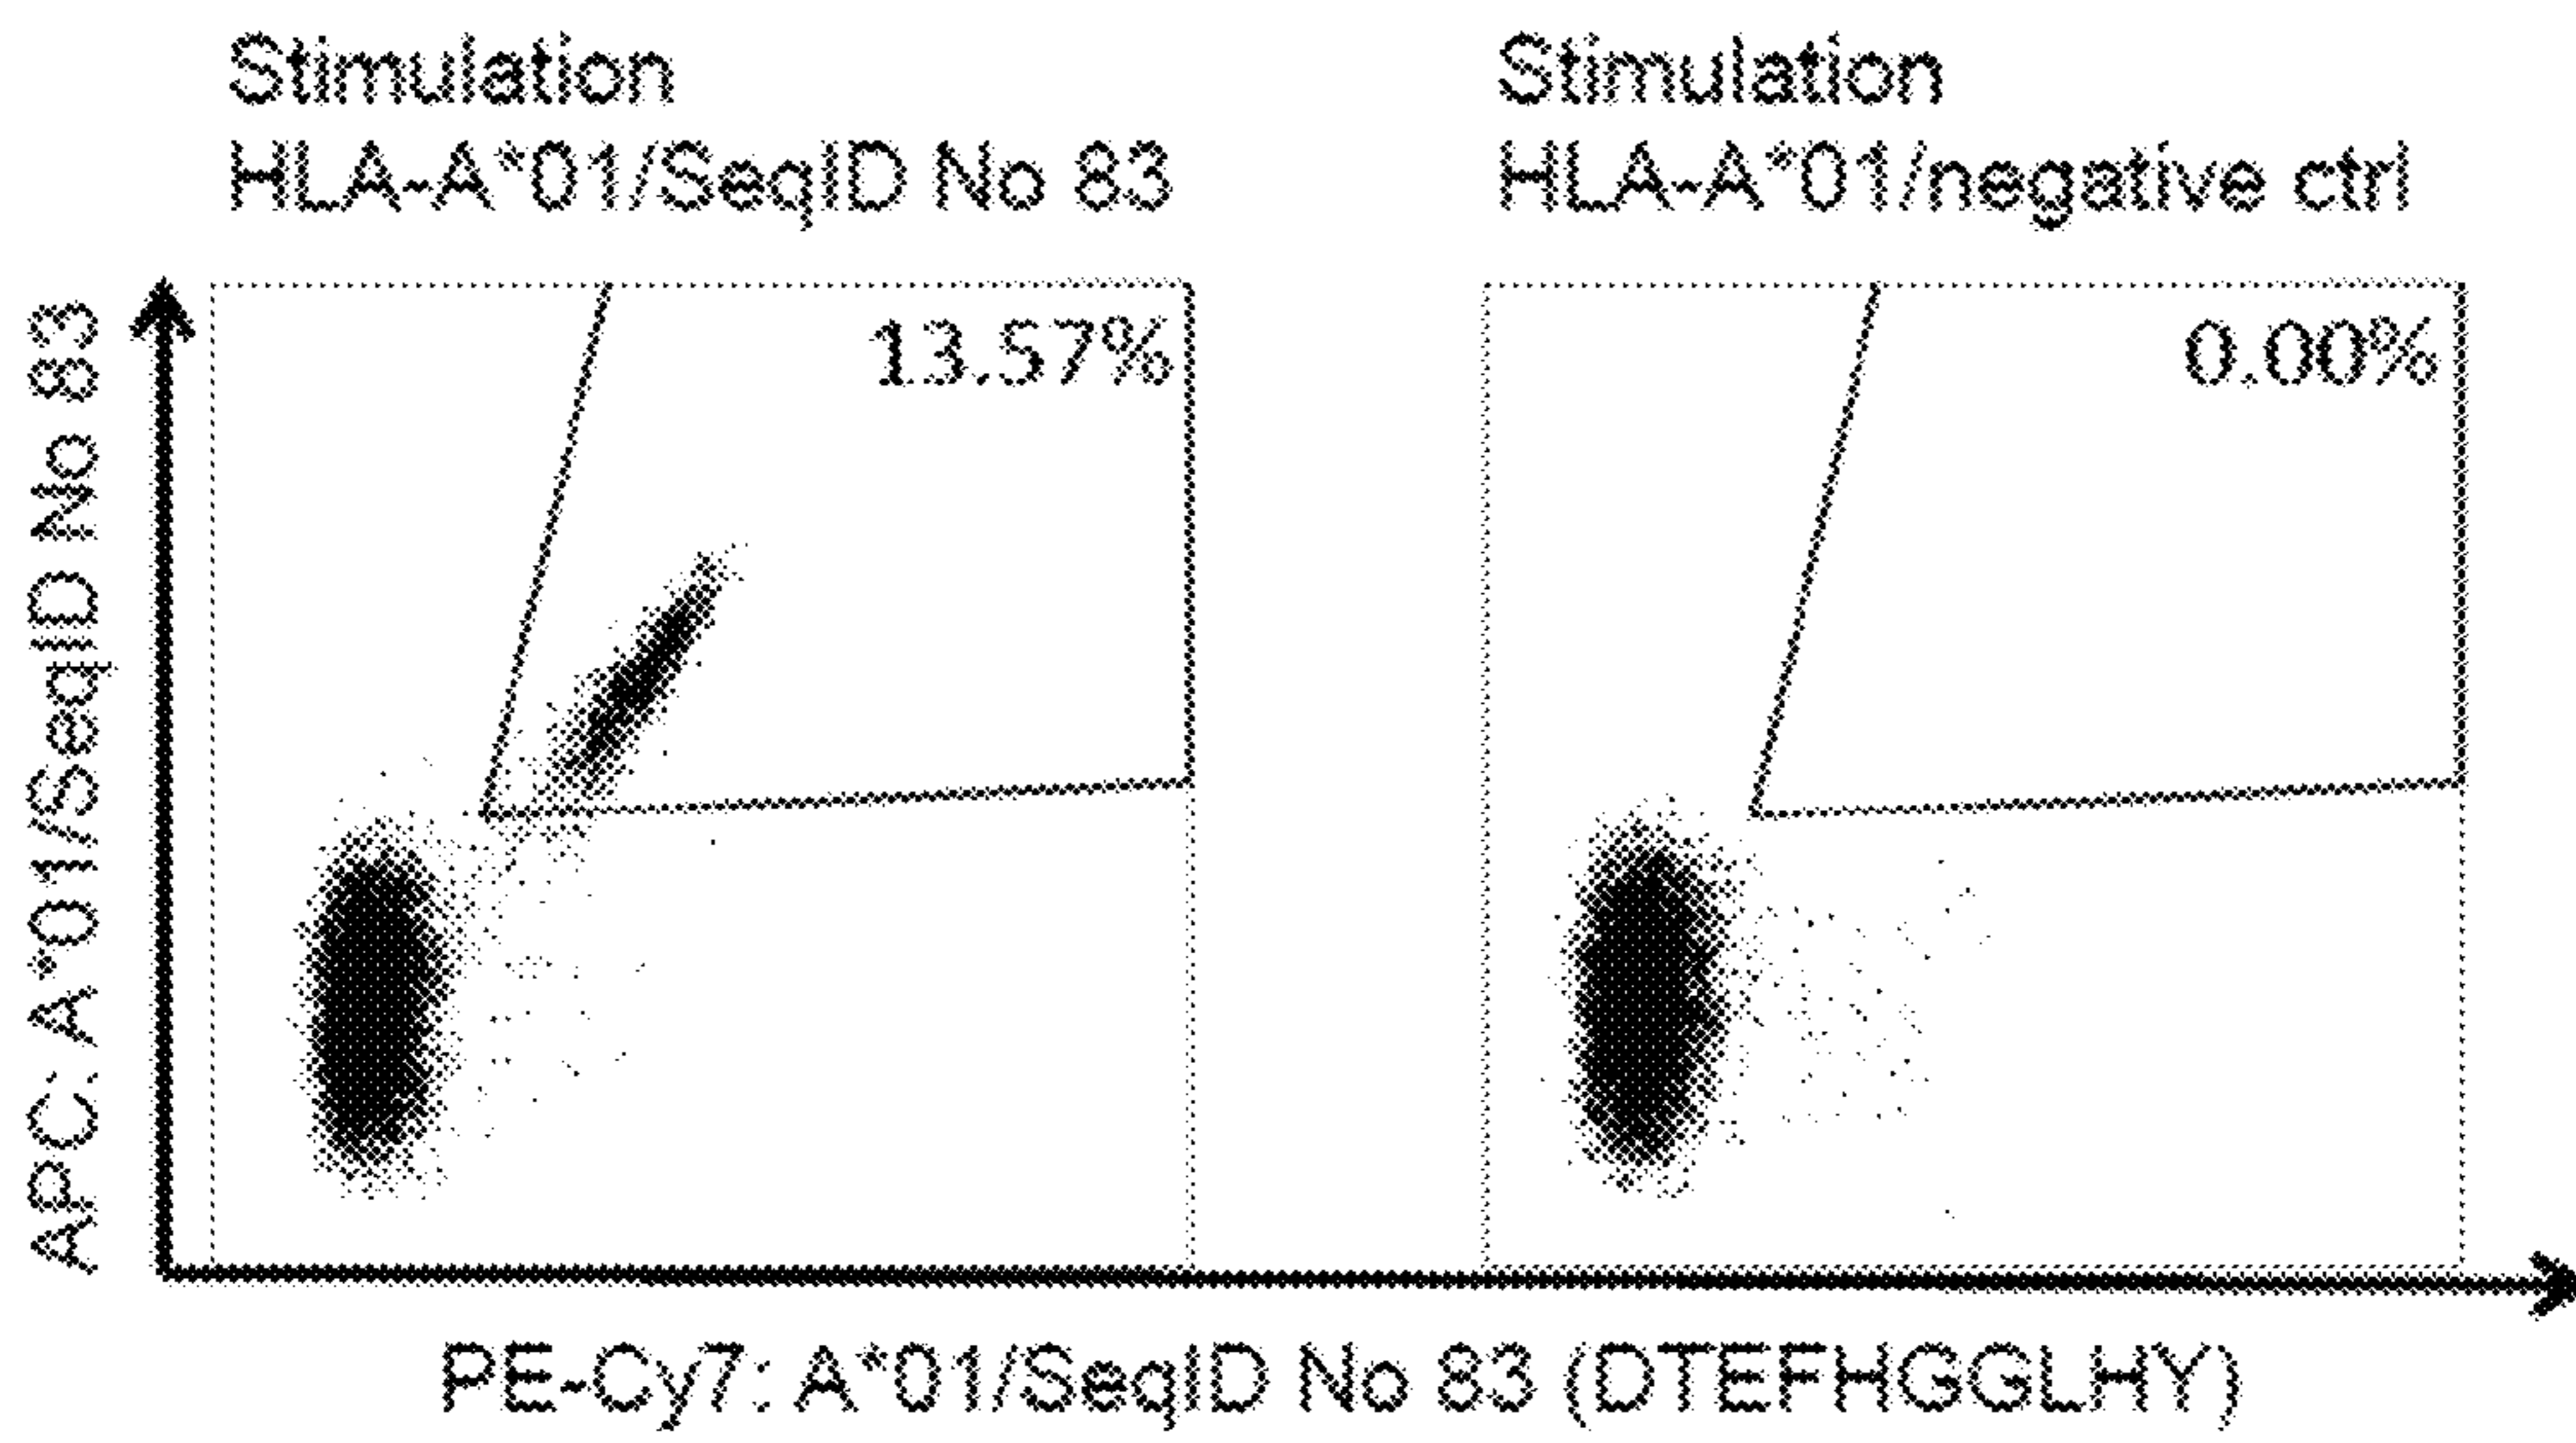 Stimulation
HLA-A*01/SeqID No 83
Stimulation
HLA-A*01/negative ctrl
13.57%
0.00%
APC: A*01/SeqID No 83
PE-Cy7: A*01/SeqID No 83 (DTEFHGGLHY)